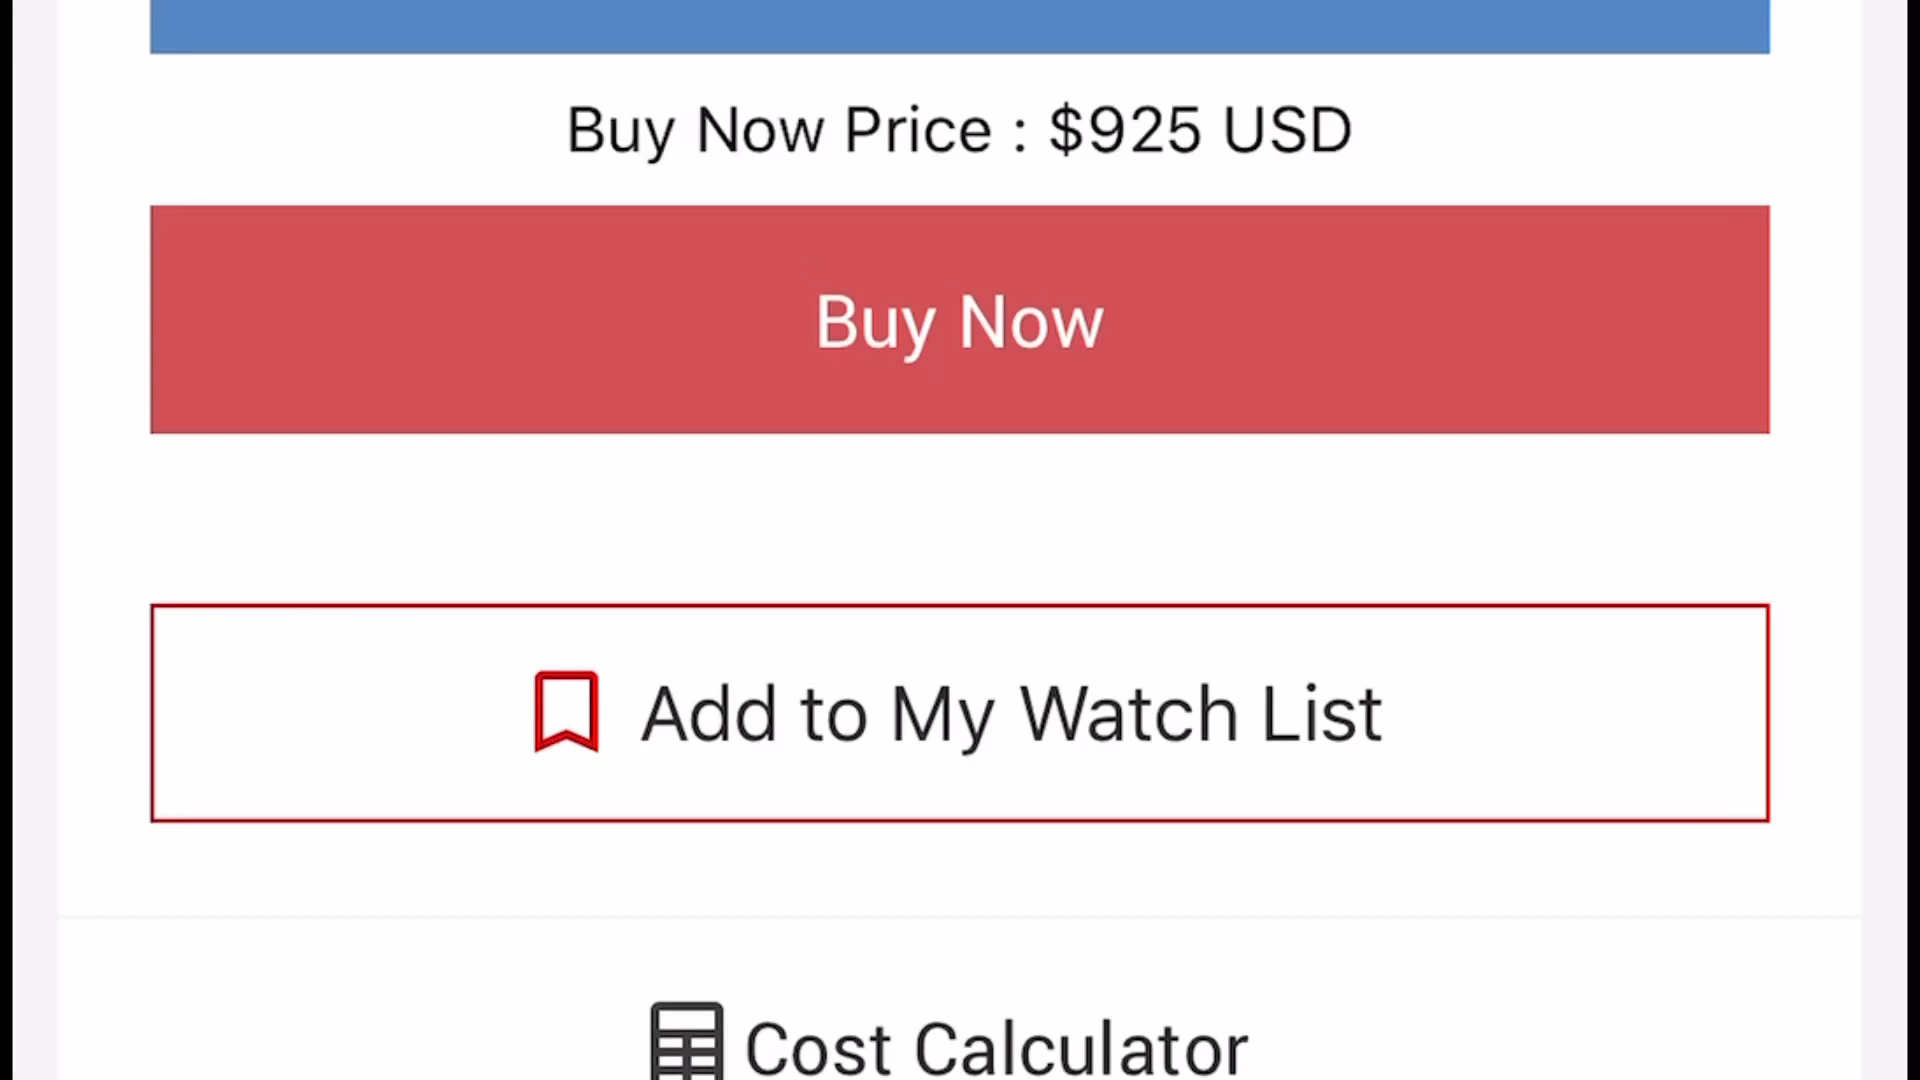 Buy Now Price : $925 USD
Buy Now
Add to My Watch List
Cost Calculator